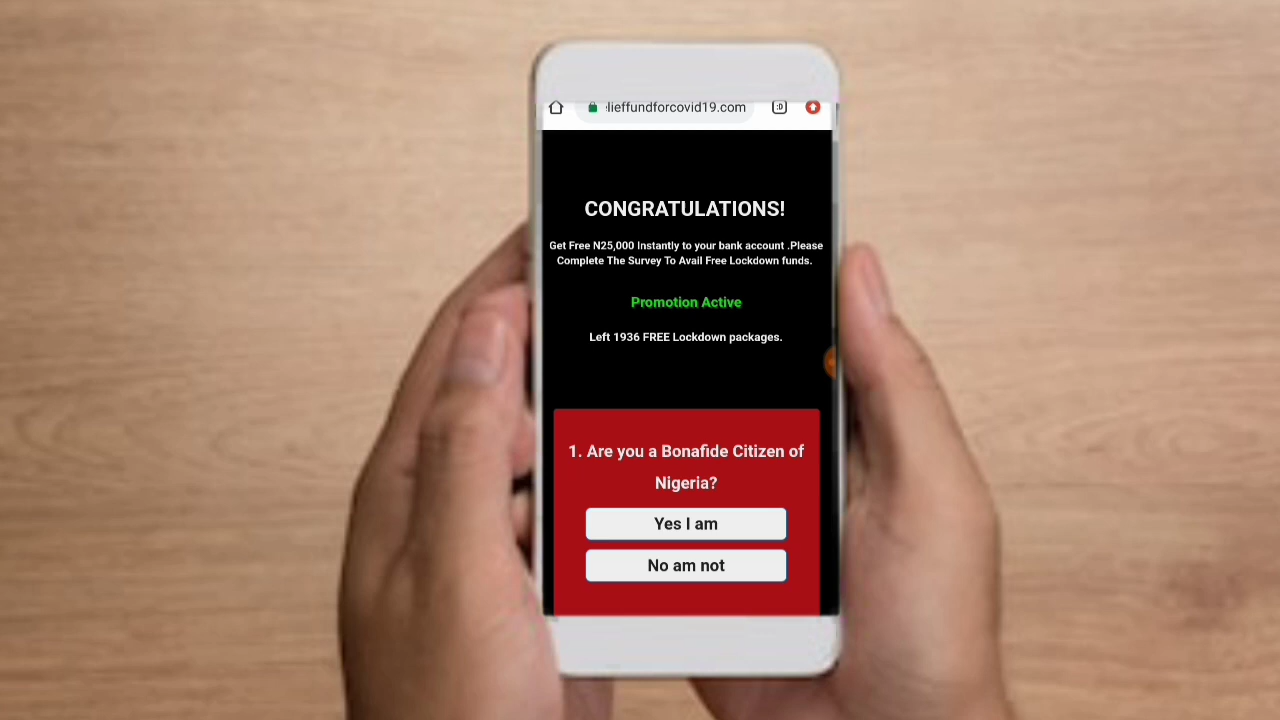 lieffundforcovid19.com
:D
CONGRATULATIONS!
Get Free N25,000 Instantly to your bank account .Please
Complete The Survey To Avail Free Lockdown funds.
Promotion Active
Left 1936 FREE Lockdown packages.
1. Are you a Bonafide Citizen of
Nigeria?
Yes I am
No am not